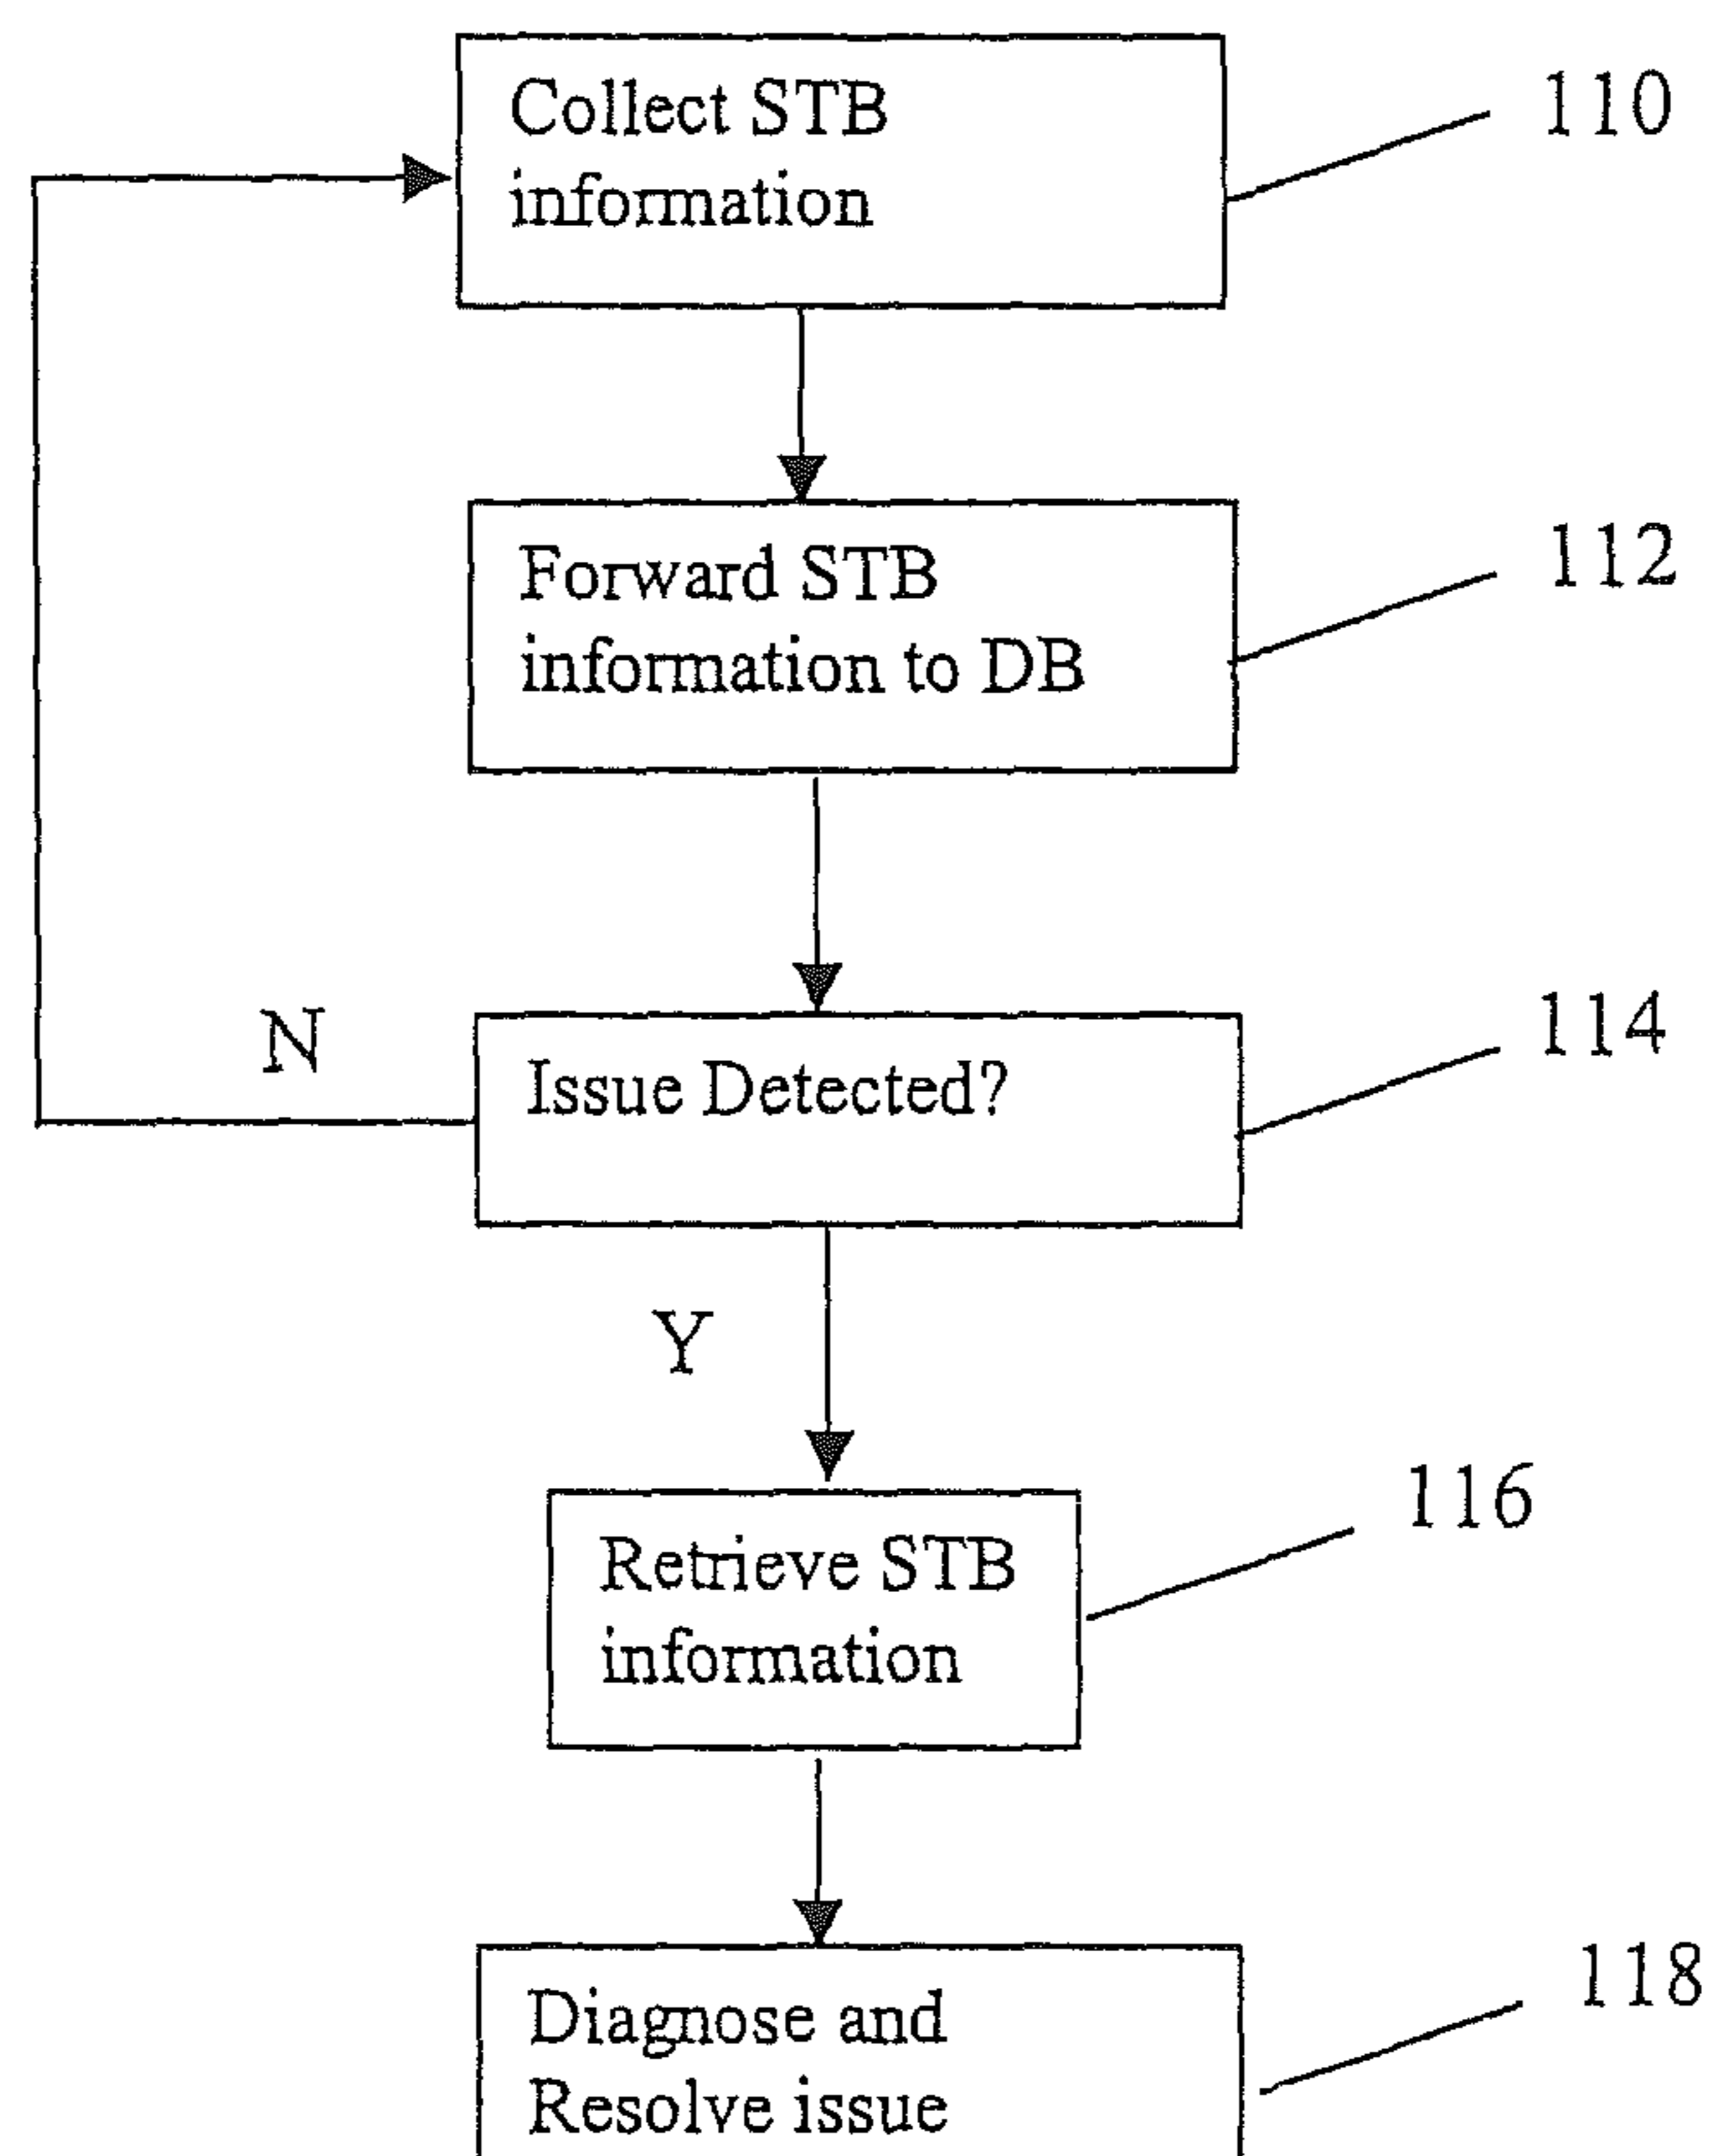 Collect STB
information
110
Forward STB
information to DB
112
N
Issue Detected?
114
Y
Retrieve STB
information
116
Diagnose and
Resolve issue
118